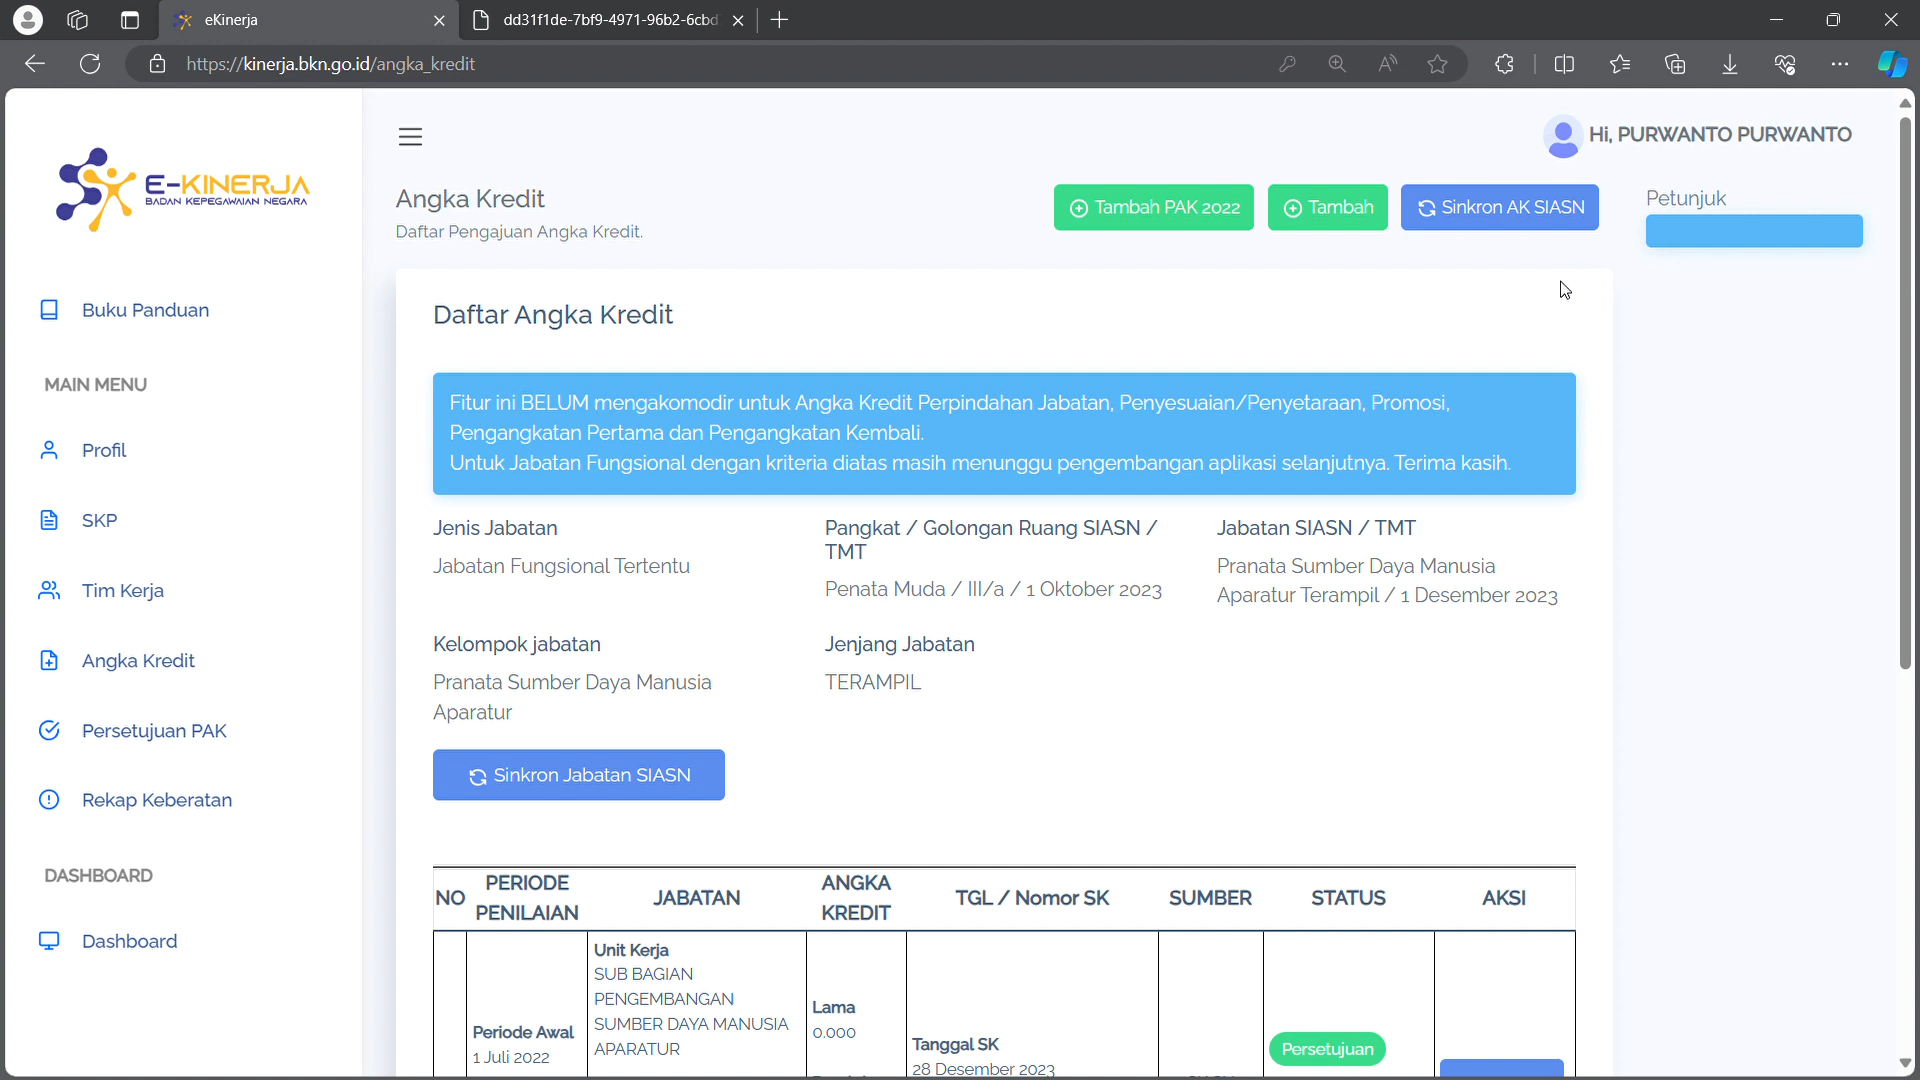 eKinerja
dd31f1de-7bf9-4971-96b2-6cbd
https://kinerja.bkn.go.id/angka_kredit
E-KINERJA
BADAN KEPEGAWAIAN NEGARA
Hi, PURWANTO PURWANTO
Angka Kredit
Daftar Pengajuan Angka Kredit.
Tambah PAK 2022
Tambah
Sinkron AK SIASN
Petunjuk
Buku Panduan
MAIN MENU
Profil
SKP
Tim Kerja
Angka Kredit
Persetujuan PAK
Rekap Keberatan
DASHBOARD
Dashboard
Daftar Angka Kredit
Fitur ini BELUM mengakomodir untuk Angka Kredit Perpindahan Jabatan, Penyesuaian/Penyetaraan, Promosi,
Pengangkatan Pertama dan Pengangkatan Kembali.
Untuk Jabatan Fungsional dengan kriteria diatas masih menunggu pengembangan aplikasi selanjutnya. Terima kasih.
Jenis Jabatan
Jabatan Fungsional Tertentu
Pangkat / Golongan Ruang SIASN /
TMT
Penata Muda / III/a / 1 Oktober 2023
Jabatan SIASN / TMT
Pranata Sumber Daya Manusia
Aparatur Terampil / 1 Desember 2023
Kelompok jabatan
Pranata Sumber Daya Manusia
Aparatur
Jenjang Jabatan
TERAMPIL
Sinkron Jabatan SIASN
NO
PERIODE
PENILAIAN
JABATAN
ANGKA
KREDIT
TGL / Nomor SK
SUMBER
STATUS
AKSI
Periode Awal
1 Juli 2022
Unit Kerja
SUB BAGIAN
PENGEMBANGAN
SUMBER DAYA MANUSIA
APARATUR
Lama
0.000
Tanggal SK
28 Desember 2023
Persetujuan